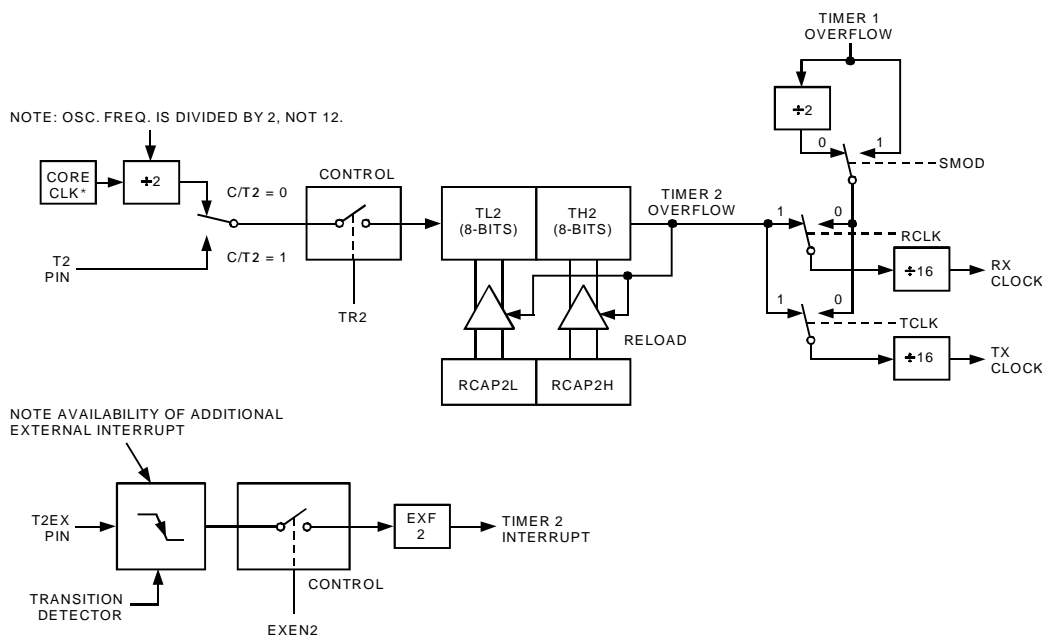 TIMER 1
OVERFLOW
÷2
NOTE: OSC. FREQ. IS DIVIDED BY 2, NOT 12.
0
1
SMOD
CORE
CLK*
÷2
C/T2 = 0
CONTROL
TL2
(8-BITS)
TH2
(8-BITS)
TIMER 2
OVERFLOW
1
0
RCLK
C/T2 = 1
T2
PIN
TR2
÷16
RX
CLOCK
1
0
TCLK
RELOAD
÷16
TX
CLOCK
RCAP2L
RCAP2H
NOTE AVAILABILITY OF ADDITIONAL
EXTERNAL INTERRUPT
T2EX
PIN
EXF
2
TIMER 2
INTERRUPT
CONTROL
TRANSITION
DETECTOR
EXEN2